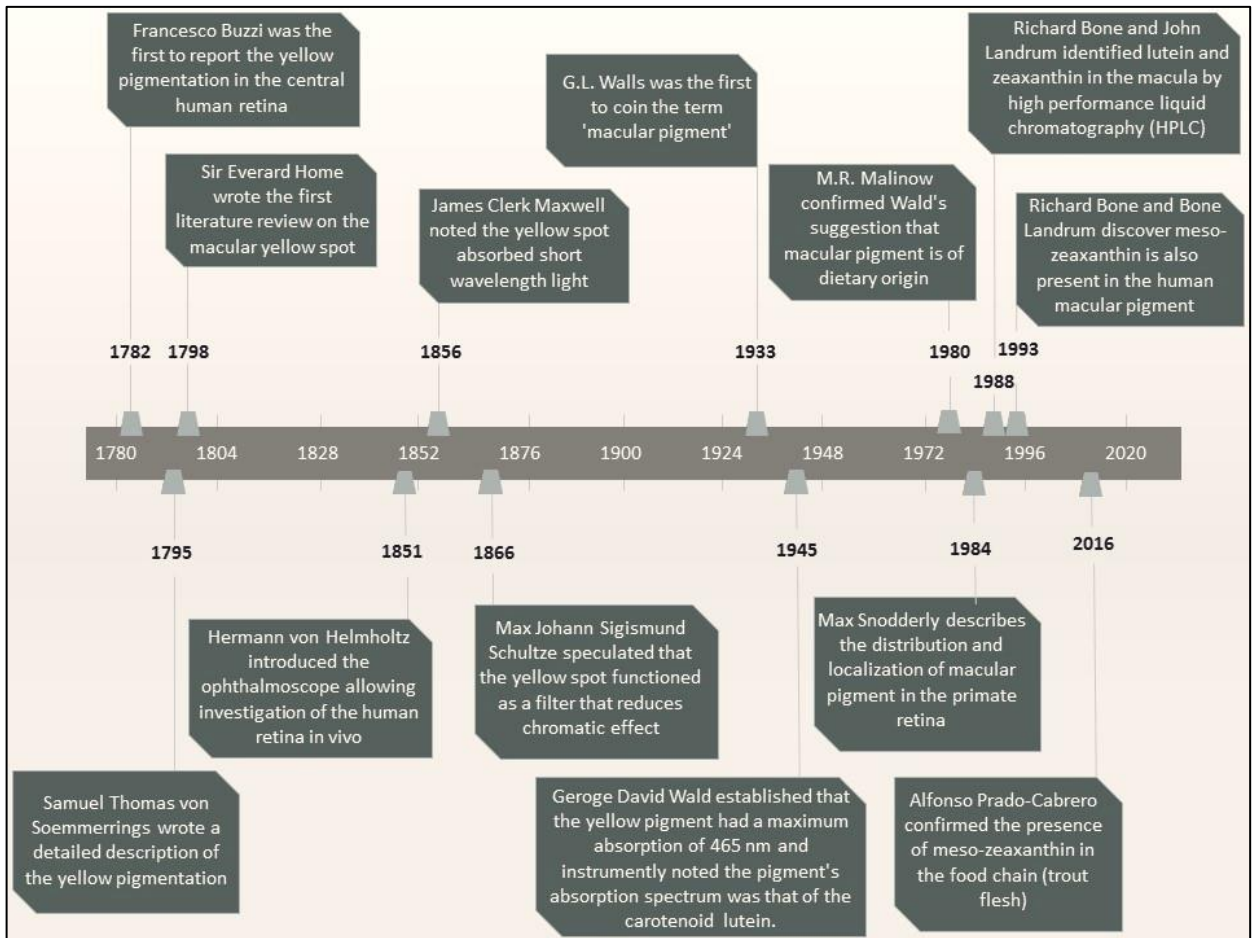 Francesco Buzzi was the
first to report the yellow
pigmentation in the central
human retina
Sir Everard Home
wrote the first
literature review on the
macular yellow spot
James Clerk Maxwell
noted the yellow spot
absorbed short
wavelength light
G.L. Walls was the first
to coin the term
'macular pigment'
M.R. Malinow
confirmed Wald's
suggestion that
macular pigment is of
dietary origin
Richard Bone and John
Landrum identified lutein and
zeaxanthin in the macula by
high performance liquid
chromatography (HPLC)
Richard Bone and Bone
Landrum discover meso-
zeaxanthin is also
present in the human
macular pigment
1782 1798 1856 1933 1980 1993
1988
1780 1804 1828 1852 1876 1900 1924 1948 1972 1996 2020
1795 1851 1866 1945 1984 2016
Samuel Thomas von
Soemmerrings wrote a
detailed description of
the yellow pigmentation
Hermann von Helmholtz
introduced the
ophthalmoscope allowing
investigation of the human
retina in vivo
Max Johann Sigismund
Schultze speculated that
the yellow spot functioned
as a filter that reduces
chromatic effect
Geroge David Wald established that
the yellow pigment had a maximum
absorption of 465 nm and
instrumently noted the pigment's
absorption spectrum was that of the
carotenoid lutein.
Max Snodderly describes
the distribution and
localization of macular
pigment in the primate
retina
Alfonso Prado-Cabrero
confirmed the presence
of meso-zeaxanthin in
the food chain (trout
flesh)